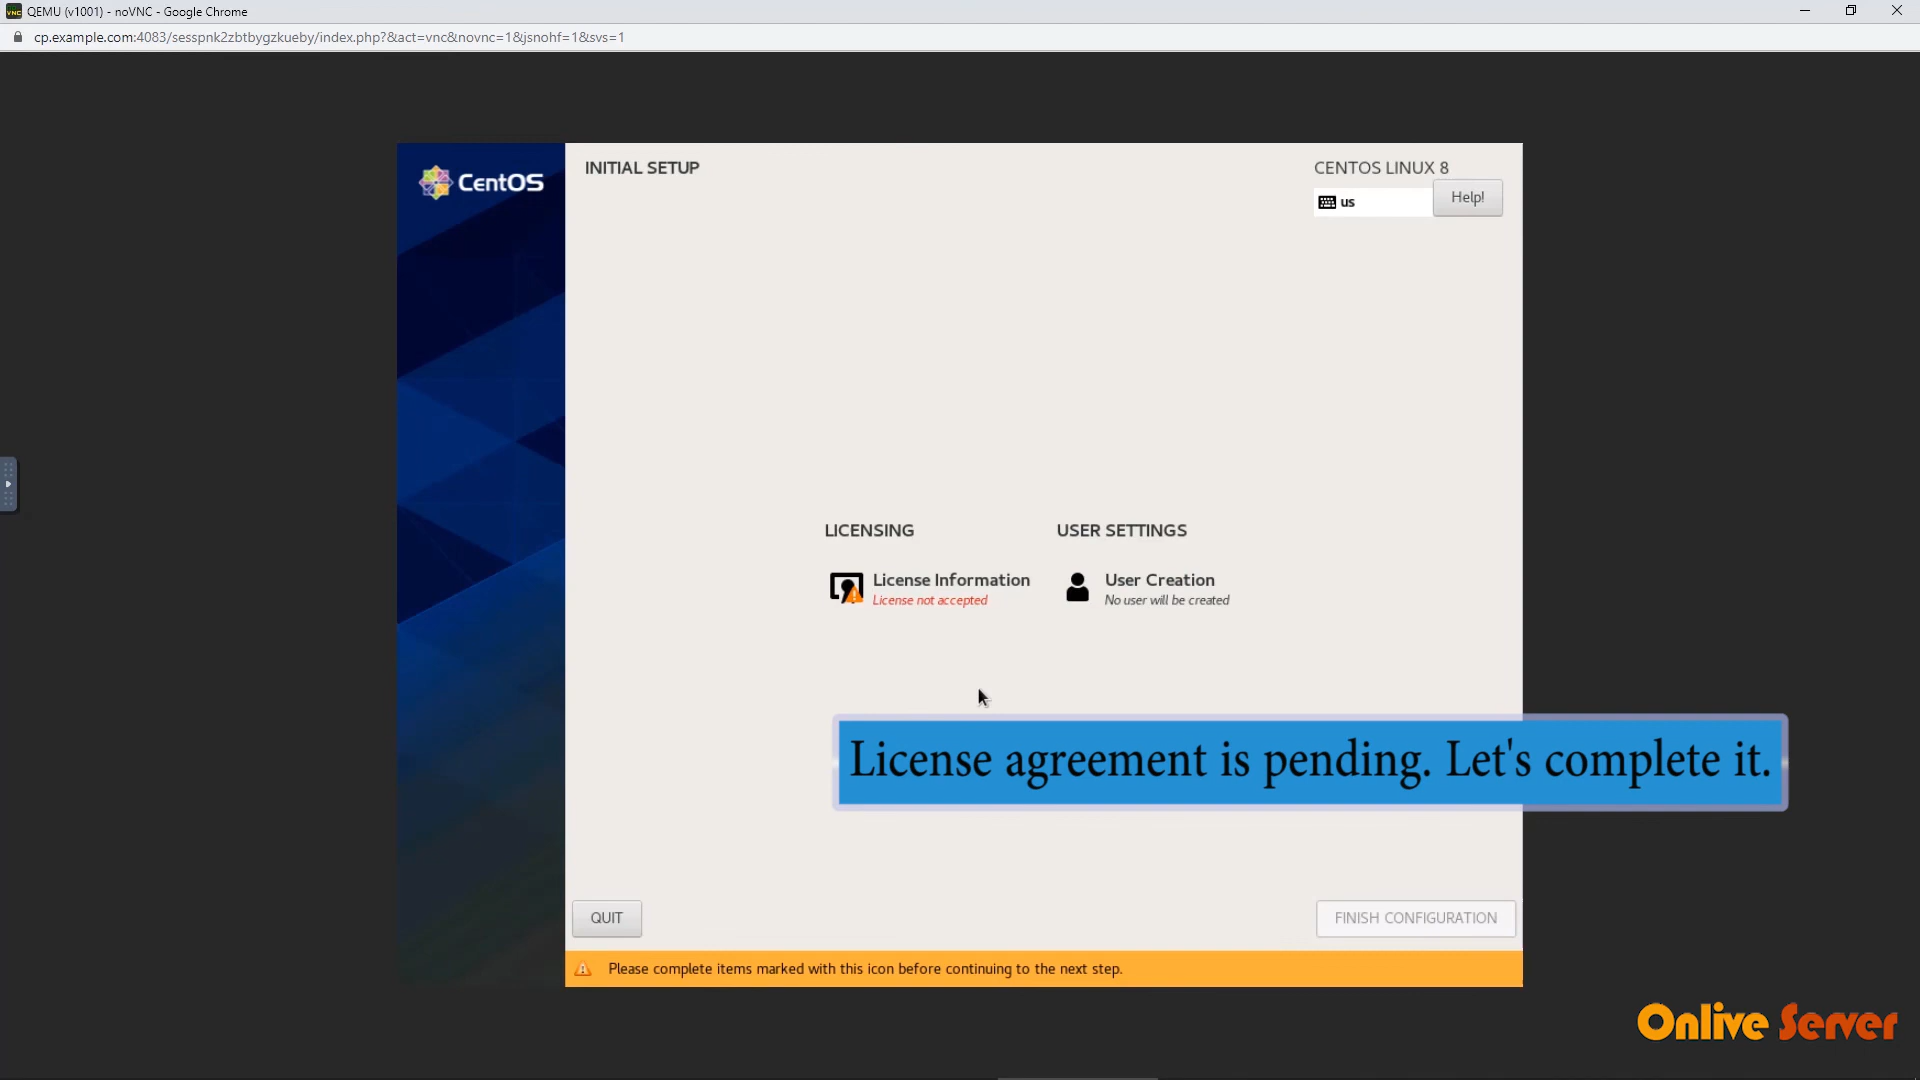 QEMU (v1001) - noVNC - Google Chrome
cp.example.com:4083/sesspnk2zbtbygzkueby/index.php?&act=vnc&novnc=1&jsnohf=1&svs=1
CentOS
INITIAL SETUP
CENTOS LINUX 8
us
Help!
LICENSING
USER SETTINGS
License Information
License not accepted
User Creation
No user will be created
License agreement is pending. Let's complete it.
QUIT
FINISH CONFIGURATION
Please complete items marked with this icon before continuing to the next step.
Onlive Server